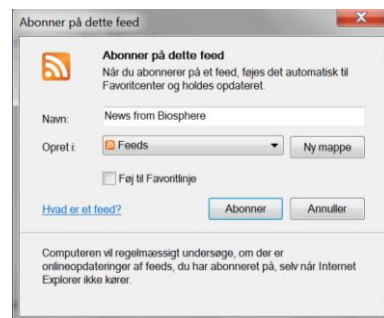 Abonner på dette feed
Abonner på dette feed
Når du abonnerer på et feed, føjes det automatisk til
Favoritcenter og holdes opdateret.
Navn: News from Biosphere
Opret i: Feeds Ny mappe
Føj til Favoritlinje
Hvad er et feed? Abonner Annuller
Computeren vil regelmæssigt undersøge, om der er
onlineopdateringer af feeds, du har abonneret på, selv når Internet
Explorer ikke kører.